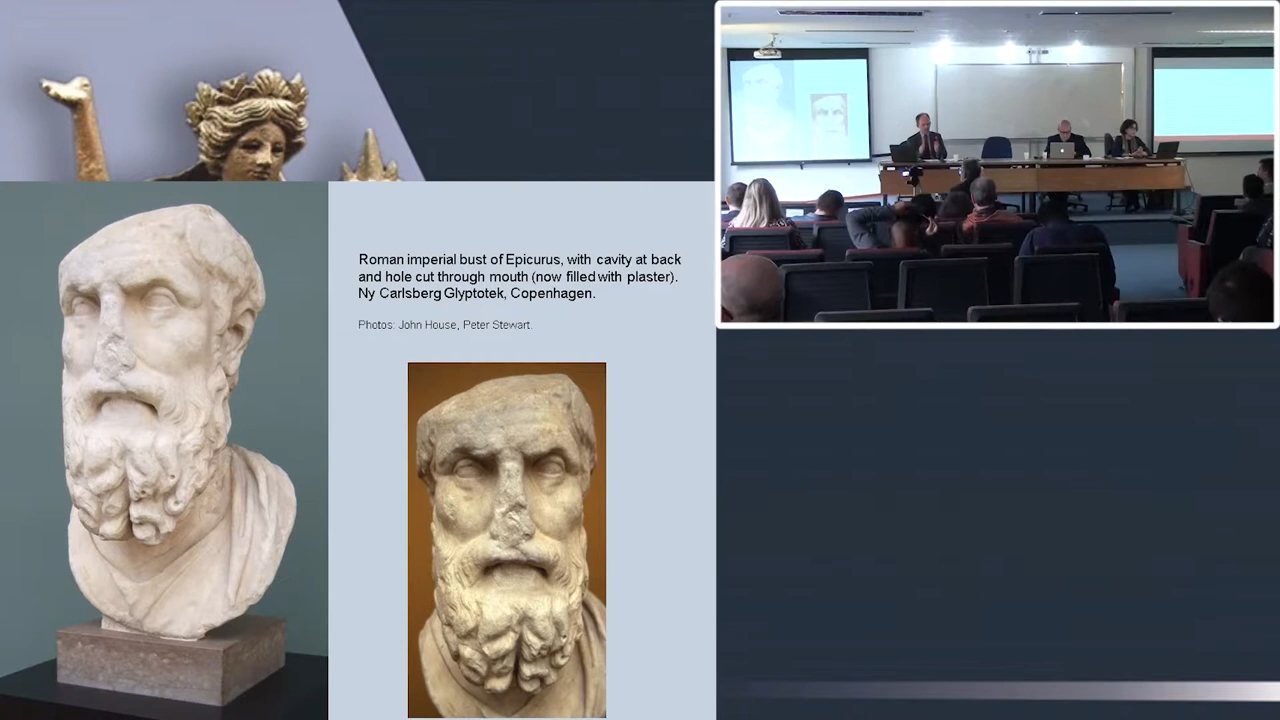 Roman imperial bust of Epicurus, with cavity at back
and hole cut through mouth (now filled with plaster).
Ny Carlsberg Glyptotek, Copenhagen.
Photos: John House, Peter Stewart.